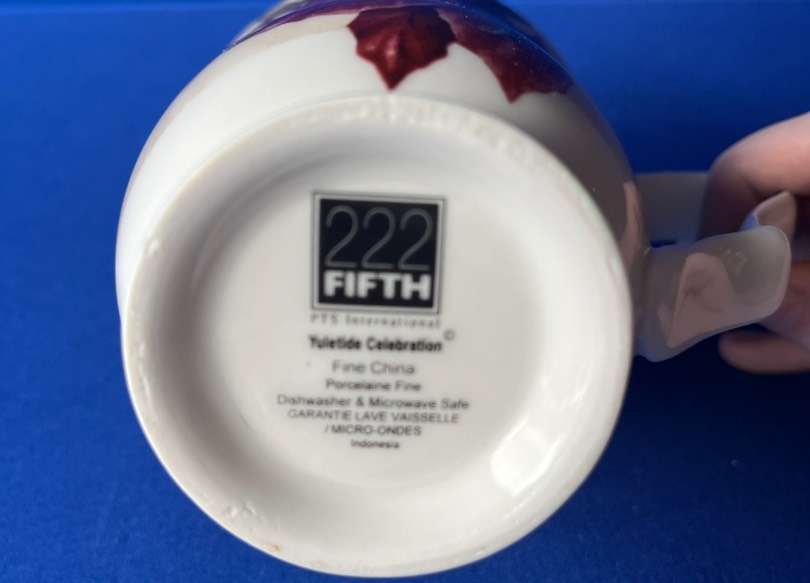 222
FIFTH
PTS International
Yuletide Celebration©
Fine China
Porcelaine Fine
Dishwasher & Microwave Safe
GARANTIE LAVE VAISSELLE
/ MICRO-ONDES
Indonesia